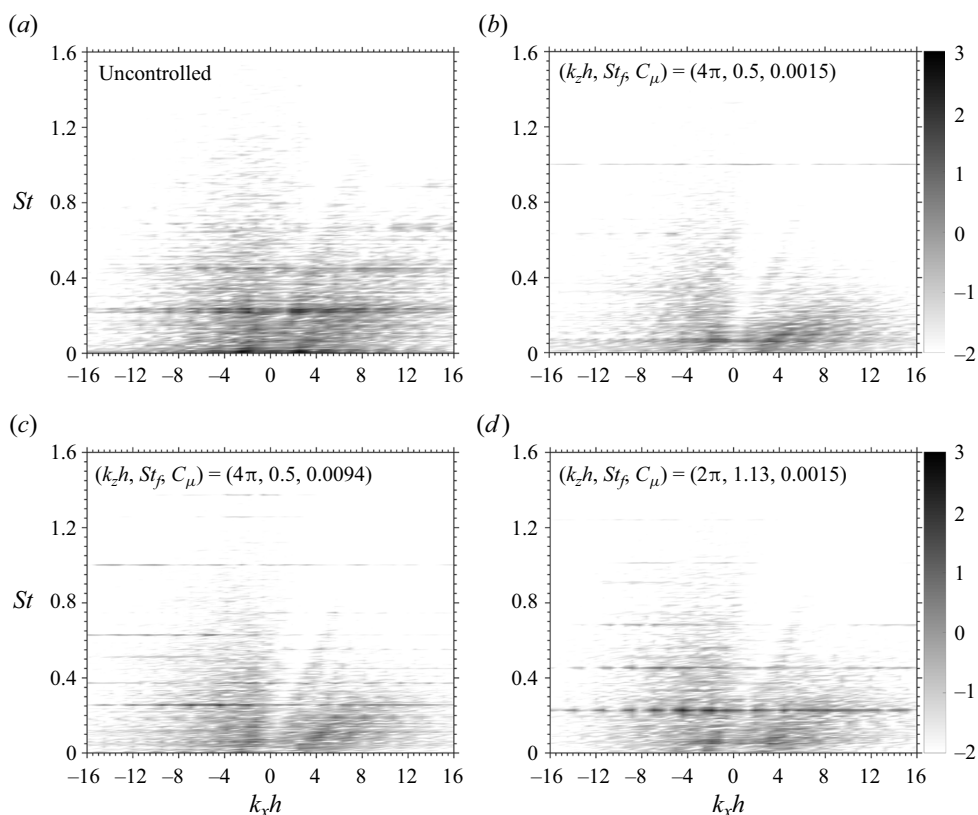 (a)
(b)
1.6
1.2
0.8
0.4
0
St
Uncontrolled
−16 −12 −8 −4 0 4 8 12 16
1.6
1.2
0.8
0.4
0
(k_z h, St_f, C_μ) = (4π, 0.5, 0.0015)
−16 −12 −8 −4 0 4 8 12 16
3
2
1
0
−1
−2
(c)
(d)
1.6
1.2
0.8
0.4
0
St
(k_z h, St_f, C_μ) = (4π, 0.5, 0.0094)
−16 −12 −8 −4 0 4 8 12 16
k_x h
1.6
1.2
0.8
0.4
0
(k_z h, St_f, C_μ) = (2π, 1.13, 0.0015)
−16 −12 −8 −4 0 4 8 12 16
k_x h
3
2
1
0
−1
−2